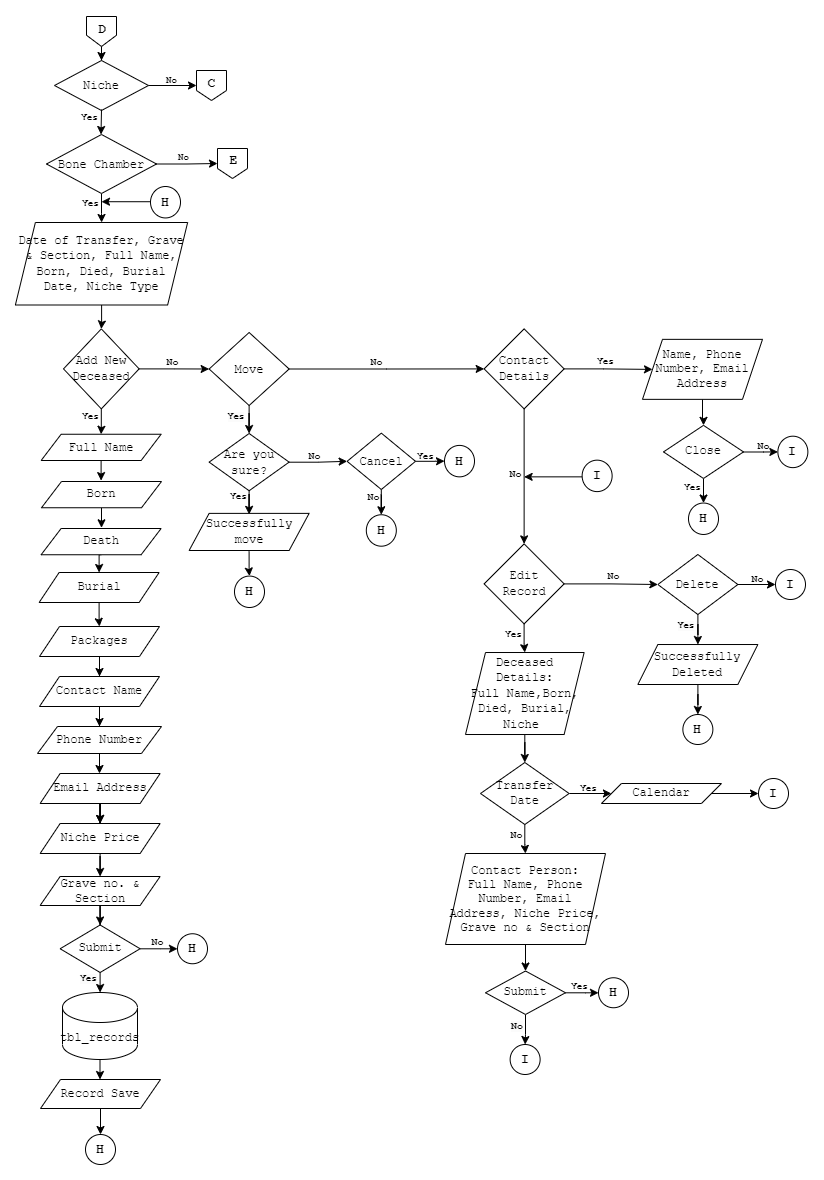 D
Niche
No
C
Yes
Bone Chamber
No
E
Yes
H
Date of Transfer, Grave
& Section, Full Name,
Born, Died, Burial
Date, Niche Type
Add New
Deceased
No
Move
No
Contact
Details
Yes
Name, Phone
Number, Email
Address
Yes
Full Name
Yes
Are you
sure?
No
Cancel
Yes
H
Close
No
I
Yes
H
Born
Yes
Successfully
move
No
H
No
I
Death
H
Burial
Edit
Record
No
Delete
No
I
Packages
Yes
Yes
Successfully
Deleted
H
Contact Name
Deceased
Details:
Full Name,Born,
Died, Burial,
Niche
Phone Number
Email Address
Transfer
Date
Yes
Calendar
I
Niche Price
No
Grave no. &
Section
Contact Person:
Full Name, Phone
Number, Email
Address, Niche Price,
Grave no & Section
Submit
No
H
Yes
tbl_records
Submit
Yes
H
No
I
Record Save
H